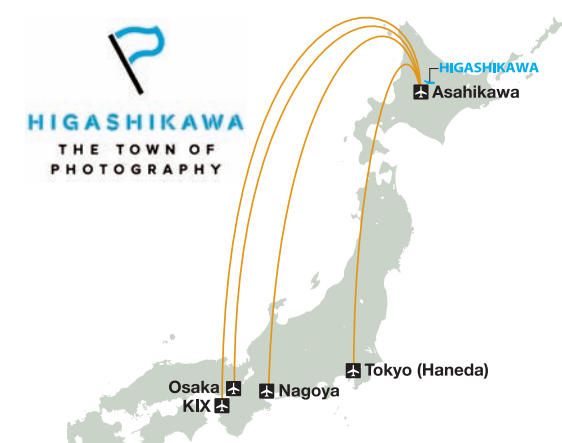 HIGASHIKAWA
THE TOWN OF
PHOTOGRAPHY
HIGASHIKAWA
Asahikawa
Tokyo (Haneda)
Osaka
Nagoya
KIX